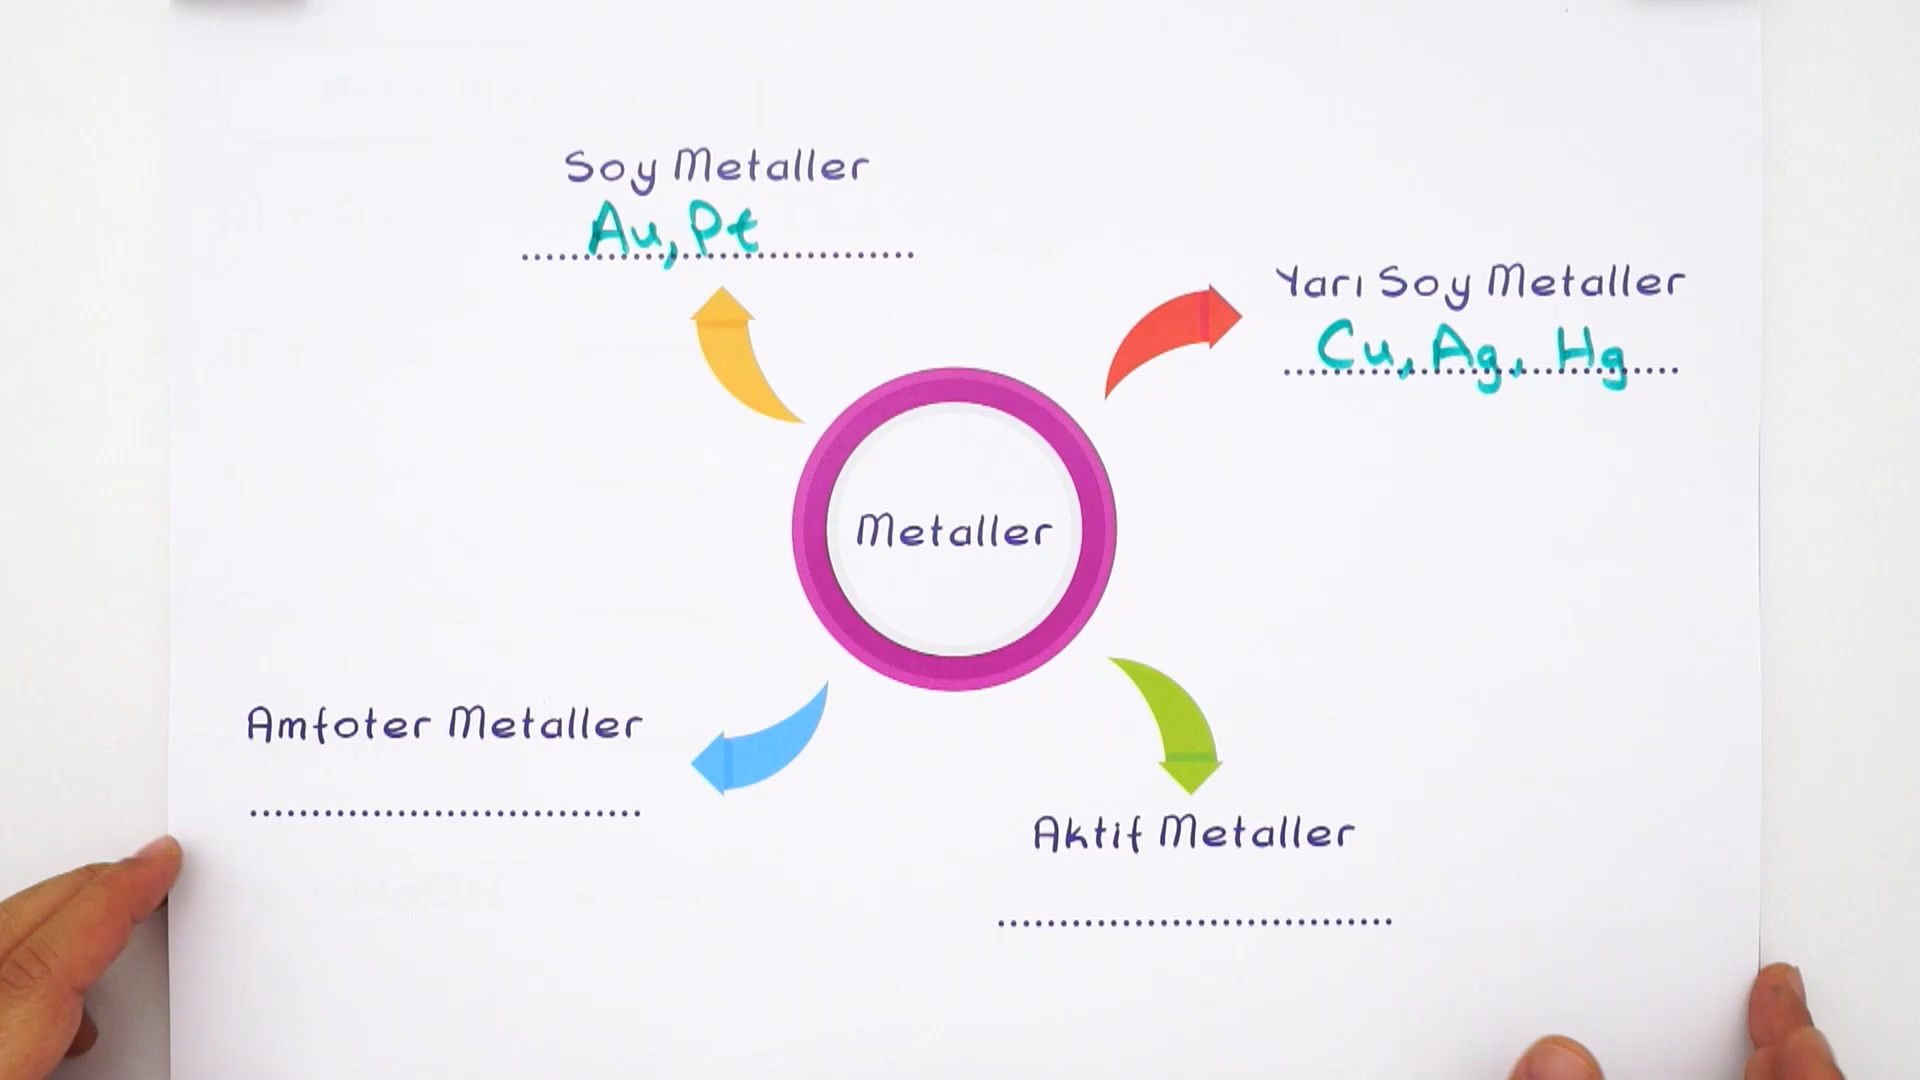 Soy Metaller
Au, Pt
Yarı Soy Metaller
Cu, Ag, Hg
Metaller
Amfoter Metaller
Aktif Metaller